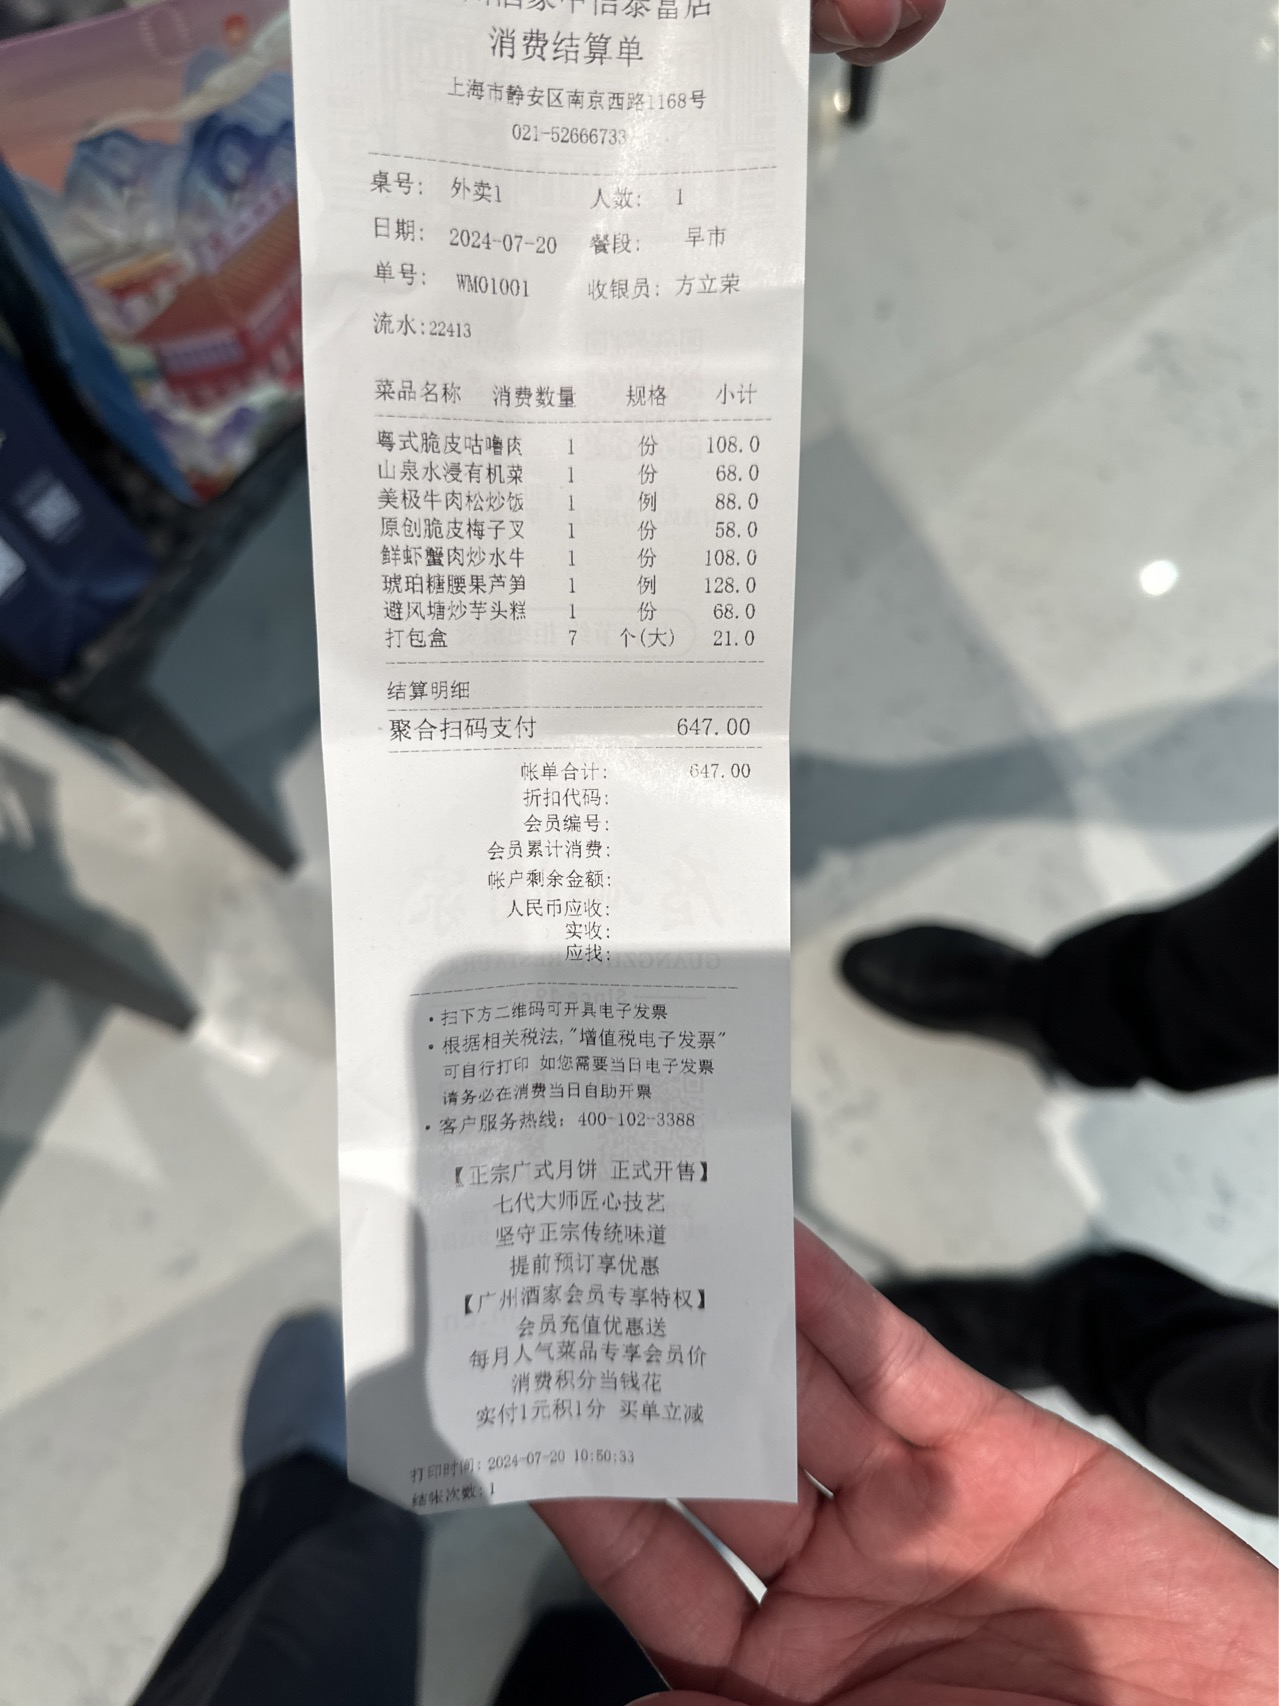 酒家中信泰富店
消费结算单
上海市静安区南京西路1168号
021-52666733
桌号: 外卖1 人数: 1
日期: 2024-07-20 餐段: 早市
单号: WM01001 收银员: 方立荣
流水:22413
菜品名称 消费数量 规格 小计
粤式脆皮咕噜肉 1 份 108.0
山泉水浸有机菜 1 份 68.0
美极牛肉松炒饭 1 例 88.0
原创脆皮梅子叉 1 份 58.0
鲜虾蟹肉炒水牛 1 份 108.0
琥珀糖腰果芦笋 1 例 128.0
避风塘炒芋头糕 1 份 68.0
打包盒 7 个(大) 21.0
结算明细
聚合扫码支付 647.00
帐单合计: 647.00
折扣代码:
会员编号:
会员累计消费:
帐户剩余金额:
人民币应收:
实收:
应找:
·扫下方二维码可开具电子发票
·根据相关税法,"增值税电子发票"
可自行打印 如您需要当日电子发票
请务必在消费当日自助开票
·客户服务热线: 400-102-3388
【正宗广式月饼 正式开售】
七代大师匠心技艺
坚守正宗传统味道
提前预订享优惠
【广州酒家会员专享特权】
会员充值优惠送
每月人气菜品专享会员价
消费积分当钱花
实付1元积1分 买单立减
打印时间: 2024-07-20 10:50:33
结帐次数: 1